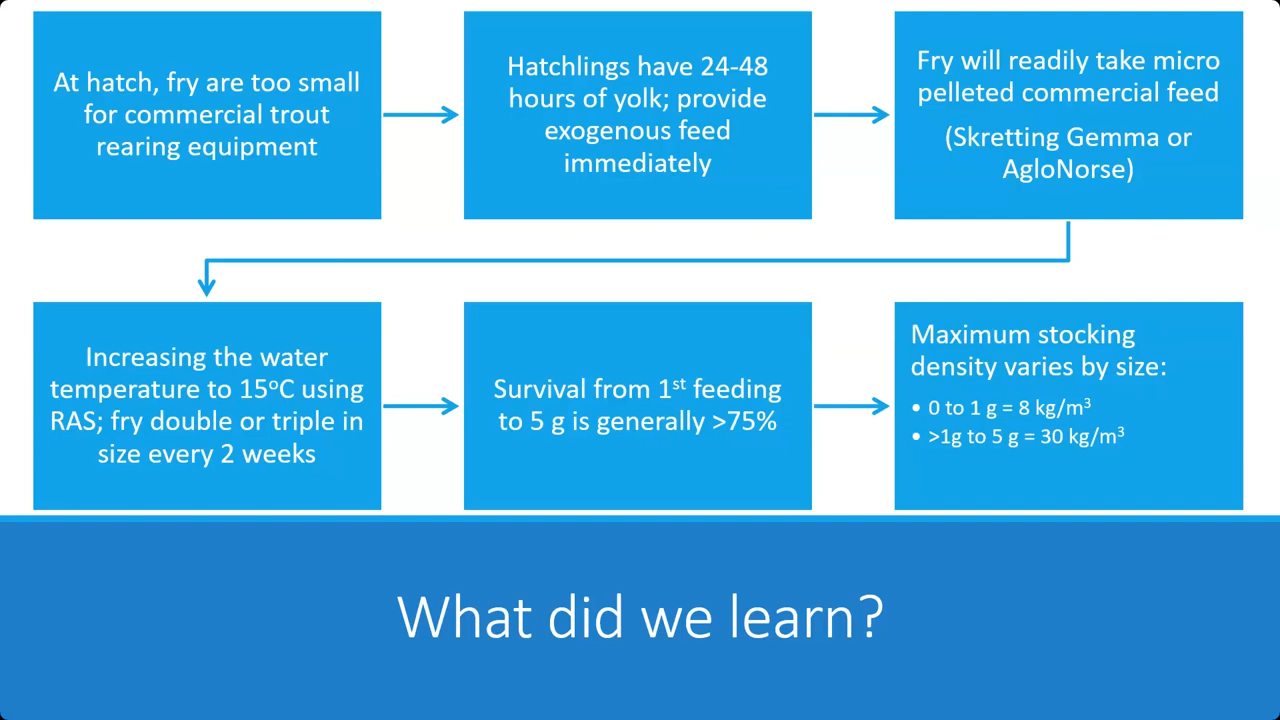 At hatch, fry are too small
for commercial trout
rearing equipment
Hatchlings have 24-48
hours of yolk; provide
exogenous feed
immediately
Fry will readily take micro
pelleted commercial feed
(Skretting Gemma or
AgloNorse)
Increasing the water
temperature to 15ºC using
RAS; fry double or triple in
size every 2 weeks
Survival from 1ˢᵗ feeding
to 5 g is generally >75%
Maximum stocking
density varies by size:
• 0 to 1 g = 8 kg/m³
• >1g to 5 g = 30 kg/m³
What did we learn?